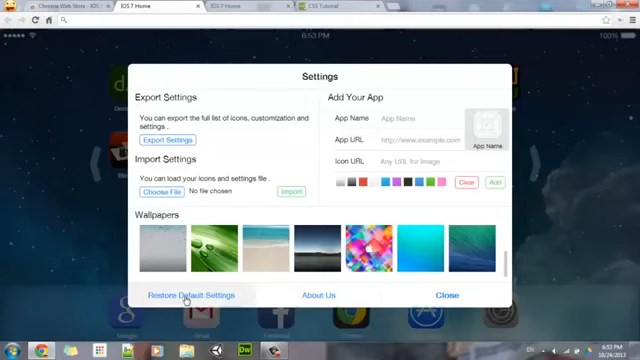 Chrome Web Store - IOS
IOS 7 Home
IOS 7 Home
CSS Tutorial
6:53 PM
100%
Settings
Export Settings
You can export the full list of icons, customization and
settings .
Export Settings
Import Settings
You can load your icons and settings file .
Choose File No file chosen
Import
Add Your App
App Name App Name
App URL http://www.example.com
App Name
Icon URL Any URL for Image
Clear
Add
Wallpapers
Restore Default Settings
About Us
Close
Google
Gmail
Facebook
Chrome
EN
6:53 PM
10/24/2013